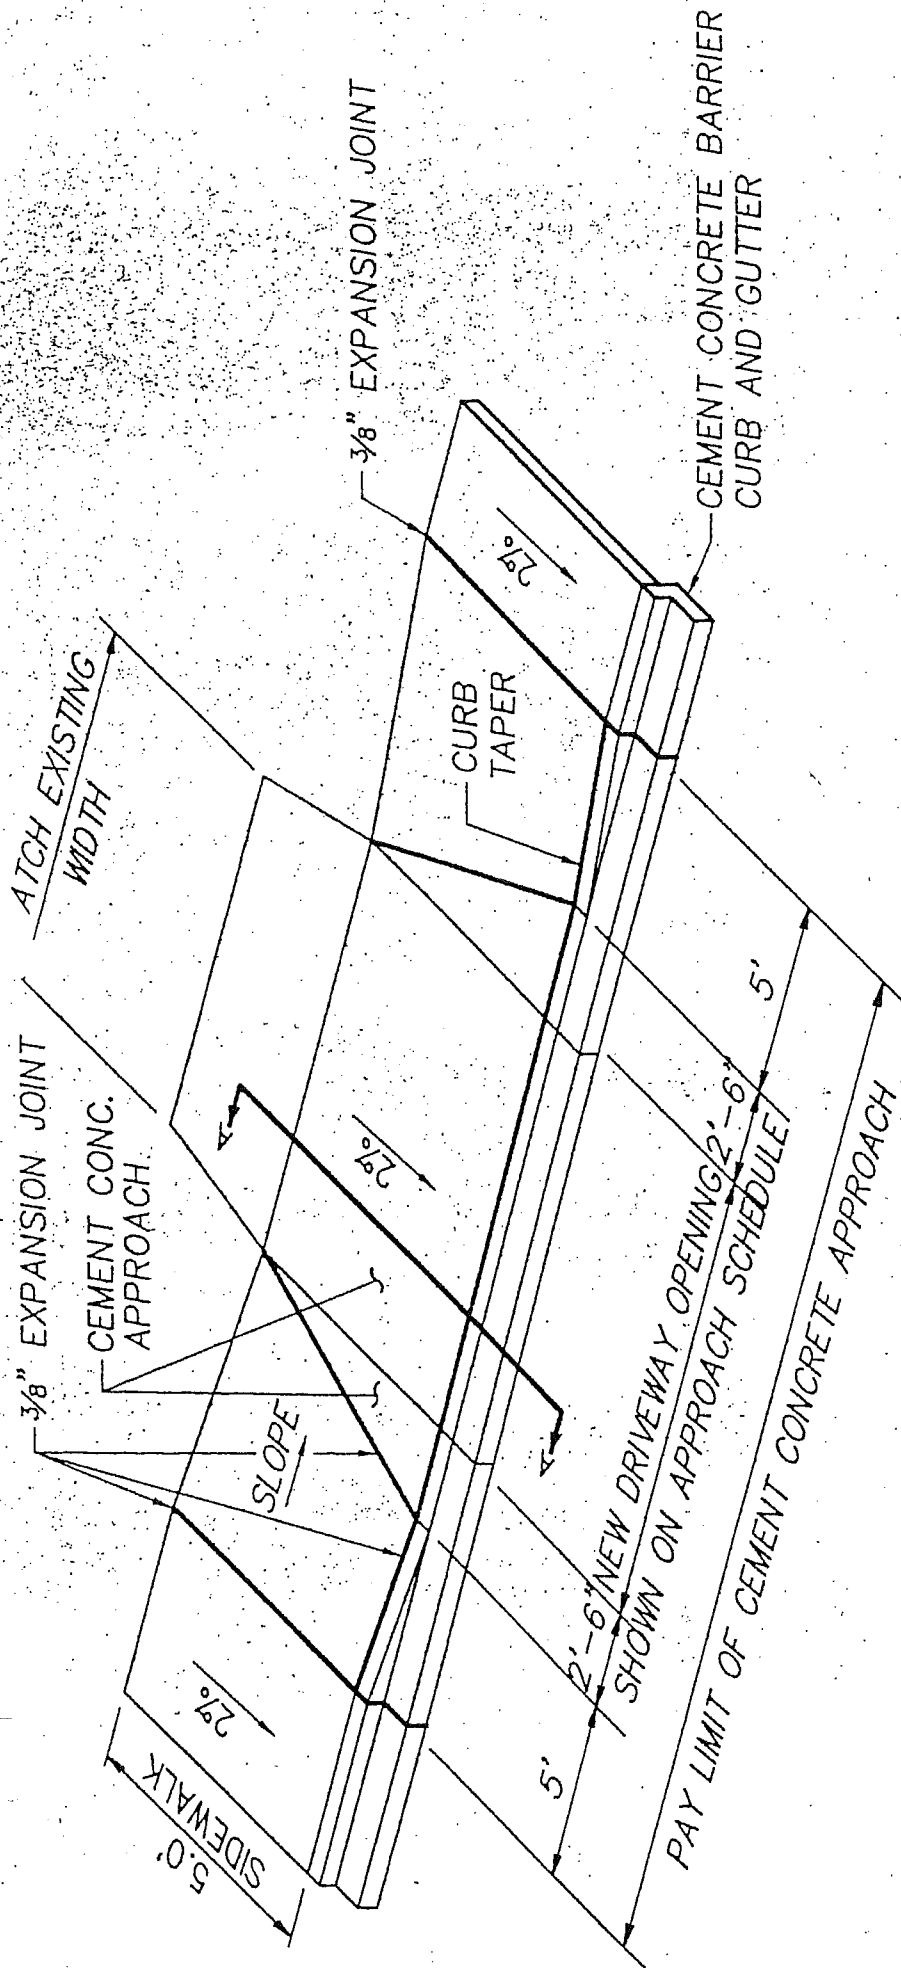 ATCH EXISTING
WIDTH
3/8" EXPANSION JOINT
CEMENT CONC.
APPROACH
3/8" EXPANSION JOINT
SLOPE
2%
2%
2%
A
A
CURB
TAPER
5.0'
SIDEWALK
CEMENT CONCRETE BARRIER
CURB AND GUTTER
5'
2'-6"
NEW DRIVEWAY OPENING
SHOWN ON APPROACH SCHEDULE
2'-6"
5'
PAY LIMIT OF CEMENT CONCRETE APPROACH